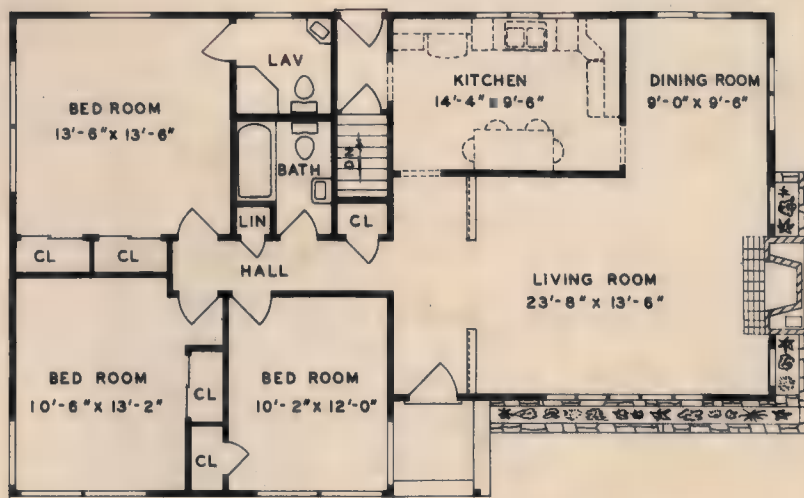 LAV
KITCHEN
14'-4" x 9'-6"
DINING ROOM
9'-0" x 9'-6"
BED ROOM
13'-6" x 13'-6"
BATH
DN
LIN
CL
CL
CL
HALL
LIVING ROOM
23'-8" x 13'-6"
BED ROOM
10'-6" x 13'-2"
CL
BED ROOM
10'-2" x 12'-0"
CL